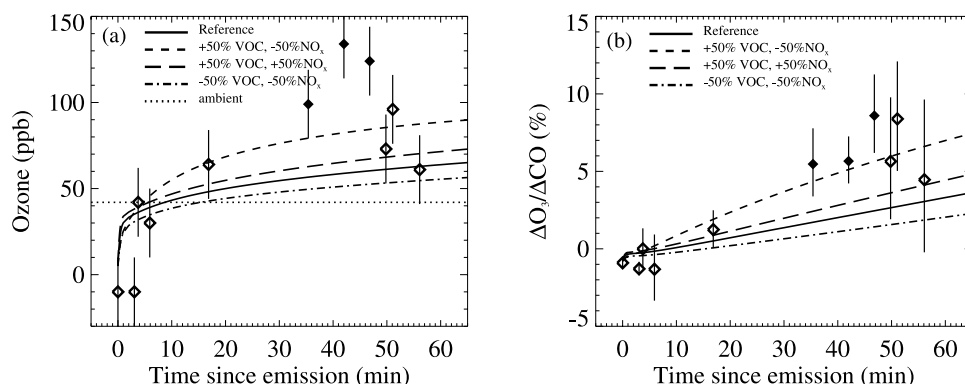 (a)
Reference
+50% VOC, -50%NOx
+50% VOC, +50%NOx
-50% VOC, -50%NOx
ambient
150
100
50
0
Ozone (ppb)
0 10 20 30 40 50 60
Time since emission (min)
(b)
Reference
+50% VOC, -50%NOx
+50% VOC, +50%NOx
-50% VOC, -50%NOx
15
10
5
0
-5
ΔO3/ΔCO (%)
0 10 20 30 40 50 60
Time since emission (min)